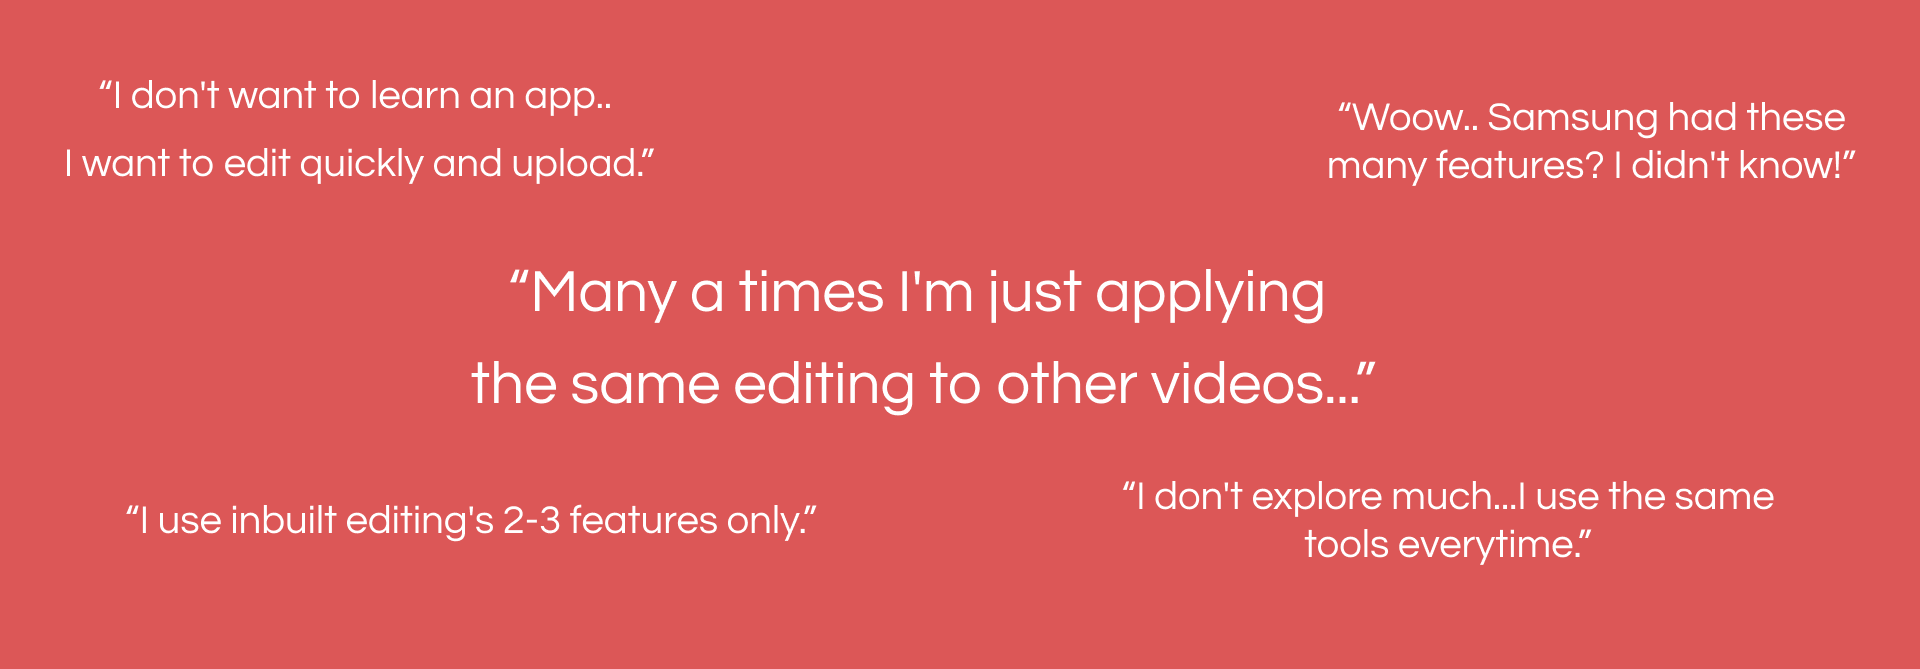 “I don't want to learn an app..
I want to edit quickly and upload.”
“Woow.. Samsung had these
many features? I didn't know!”
“Many a times I'm just applying
the same editing to other videos...”
“I use inbuilt editing's 2-3 features only.”
“I don't explore much...I use the same
tools everytime.”